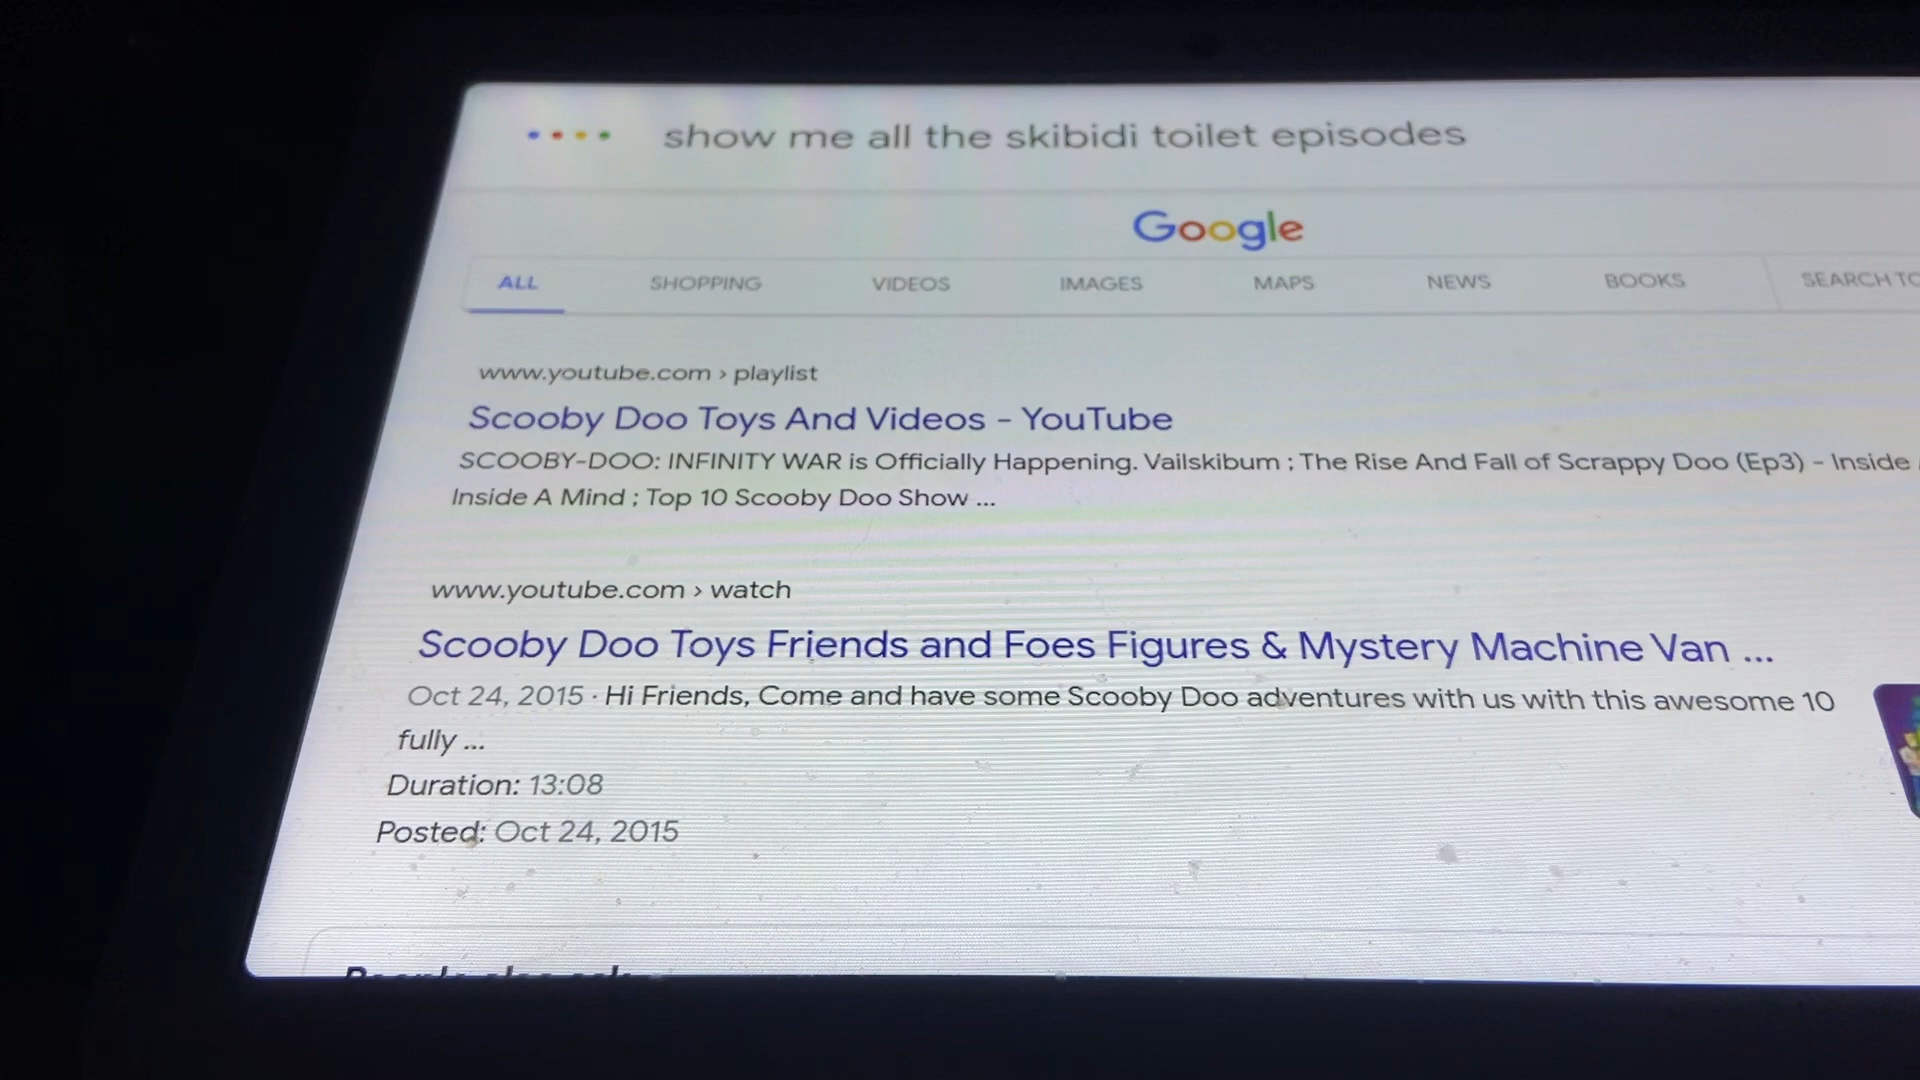 show me all the skibidi toilet episodes
Google
ALL SHOPPING VIDEOS IMAGES MAPS NEWS BOOKS SEARCH
www.youtube.com › playlist
Scooby Doo Toys And Videos - YouTube
SCOOBY-DOO: INFINITY WAR is Officially Happening. Vailskibum ; The Rise And Fall of Scrappy Doo (Ep3) - Inside
Inside A Mind ; Top 10 Scooby Doo Show ...
www.youtube.com › watch
Scooby Doo Toys Friends and Foes Figures & Mystery Machine Van ...
Oct 24, 2015 · Hi Friends, Come and have some Scooby Doo adventures with us with this awesome 10
fully ...
Duration: 13:08
Posted: Oct 24, 2015